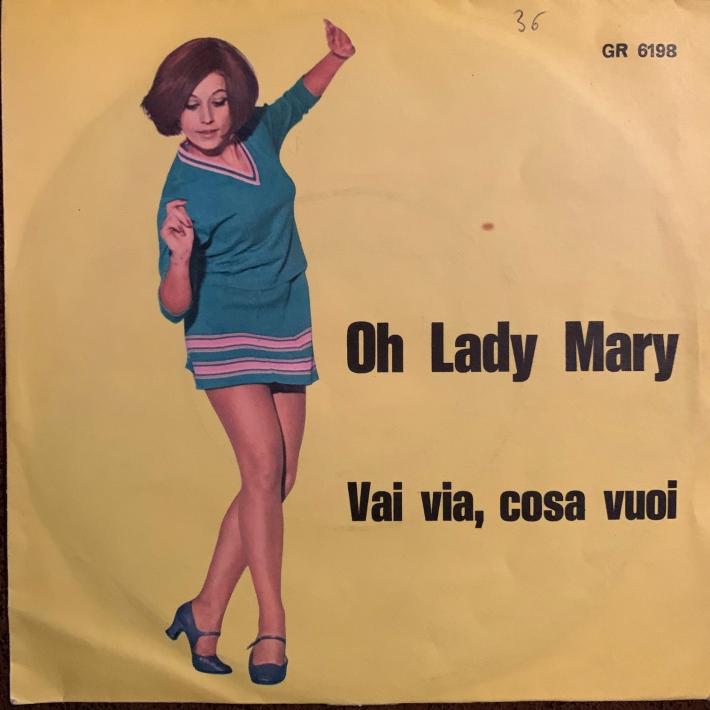 36
GR 6198
Oh Lady Mary
Vai via, cosa vuoi